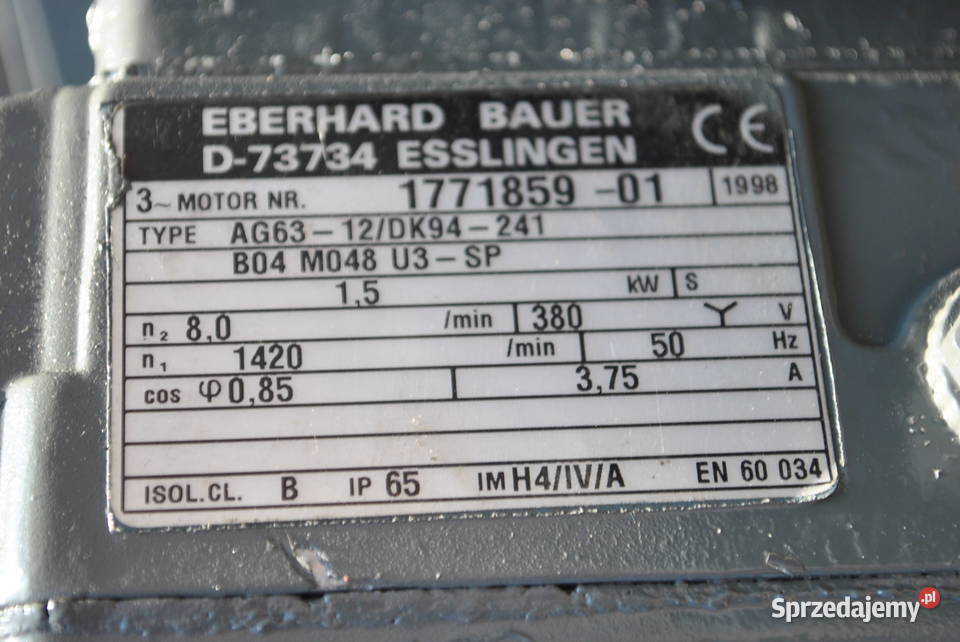 EBERHARD BAUER
D-73734 ESSLINGEN
CE
3~ MOTOR NR. 1771859-01 1998
TYPE AG63-12/DK94-241
B04 M048 U3-SP
1,5 kW S
n₂ 8,0 /min 380 Y V
n₁ 1420 /min 50 Hz
cos φ 0,85 3,75 A
ISOL.CL. B IP 65 IM H4/IV/A EN 60 034
Sprzedajemy.pl